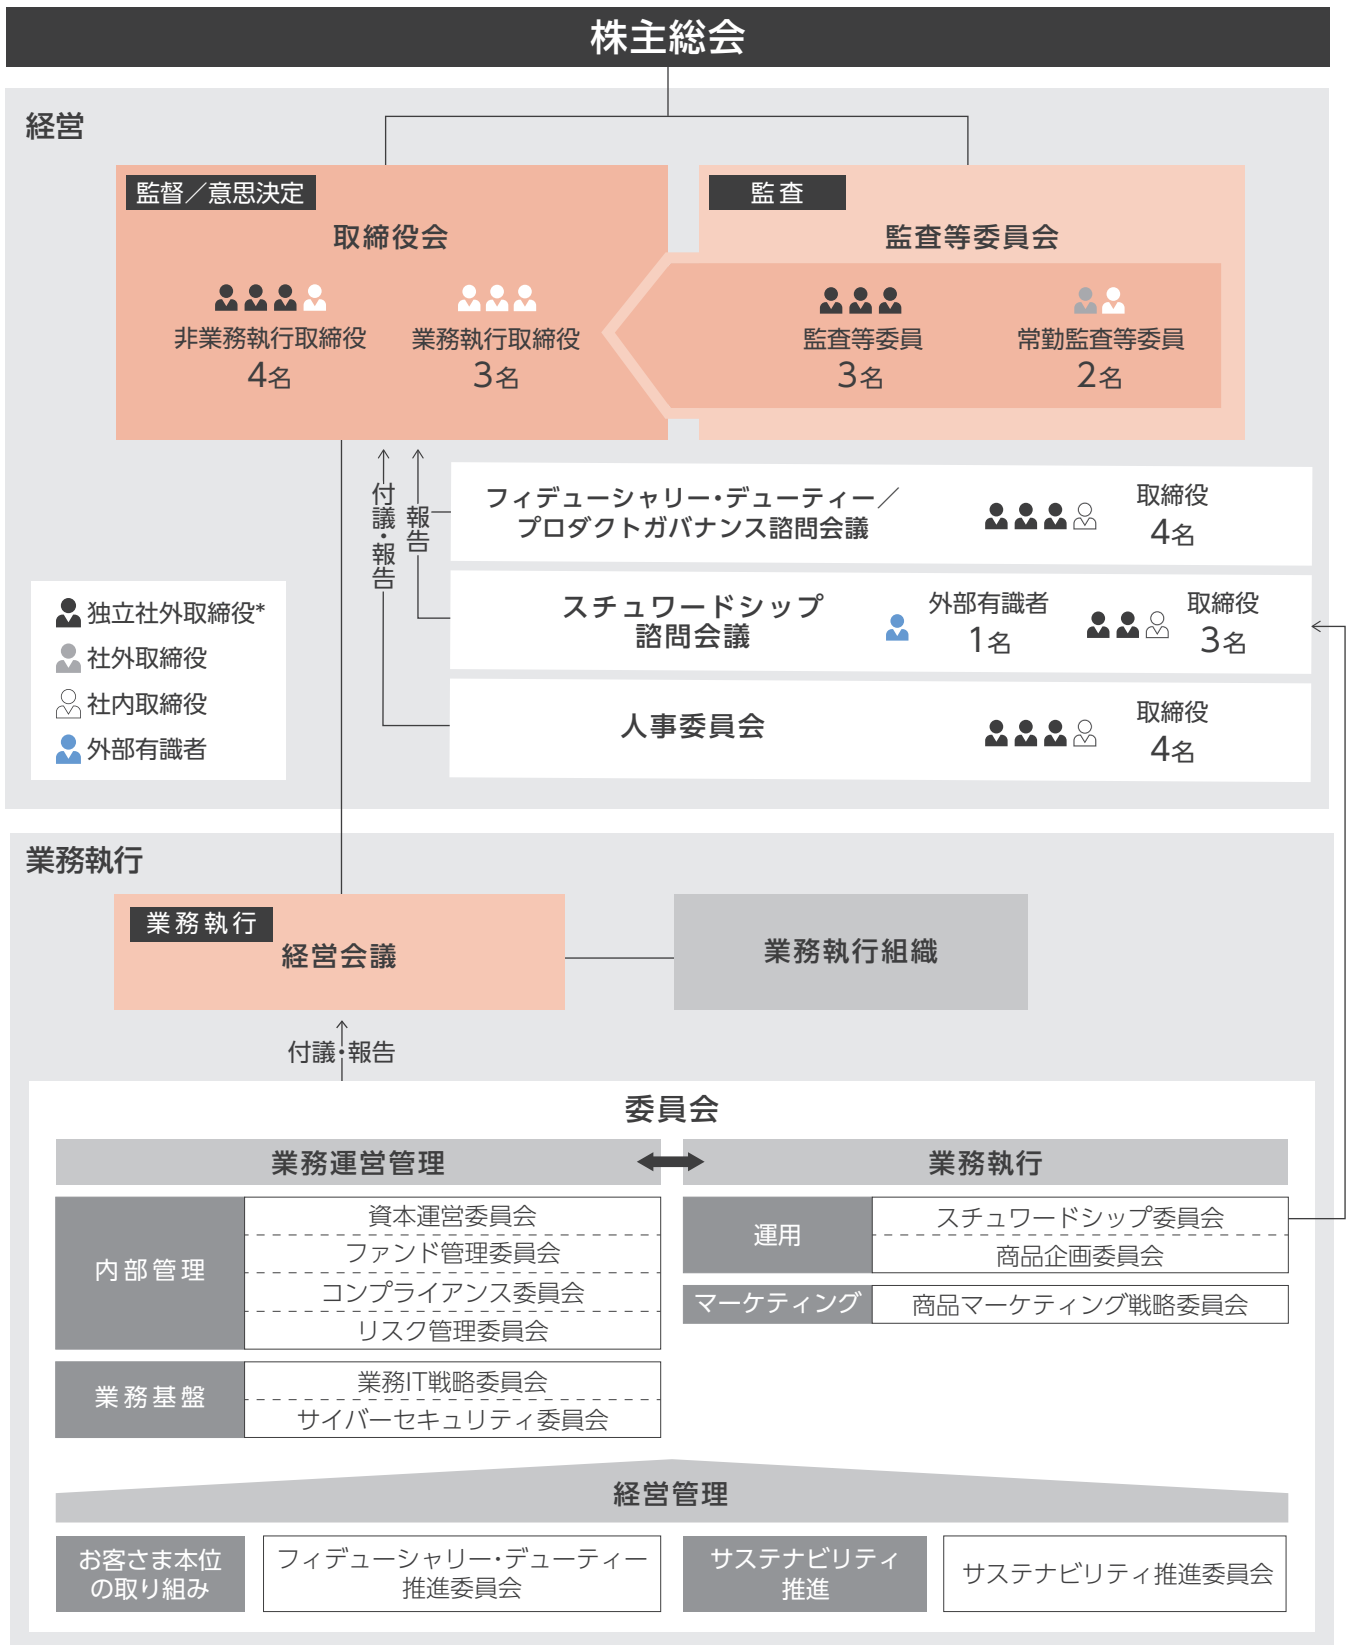 株主総会
経営
監督／意思決定
取締役会
非業務執行取締役
4名
業務執行取締役
3名
監査
監査等委員会
監査等委員
3名
常勤監査等委員
2名
付議・報告
報告
フィデューシャリー・デューティー／
プロダクトガバナンス諮問会議
取締役
4名
スチュワードシップ
諮問会議
外部有識者
1名
取締役
3名
人事委員会
取締役
4名
独立社外取締役*
社外取締役
社内取締役
外部有識者
業務執行
業務執行
経営会議
業務執行組織
付議・報告
委員会
業務運営管理
内部管理
資本運営委員会
ファンド管理委員会
コンプライアンス委員会
リスク管理委員会
業務基盤
業務IT戦略委員会
サイバーセキュリティ委員会
業務執行
運用
スチュワードシップ委員会
商品企画委員会
マーケティング
商品マーケティング戦略委員会
経営管理
お客さま本位
の取り組み
フィデューシャリー・デューティー
推進委員会
サステナビリティ
推進
サステナビリティ推進委員会